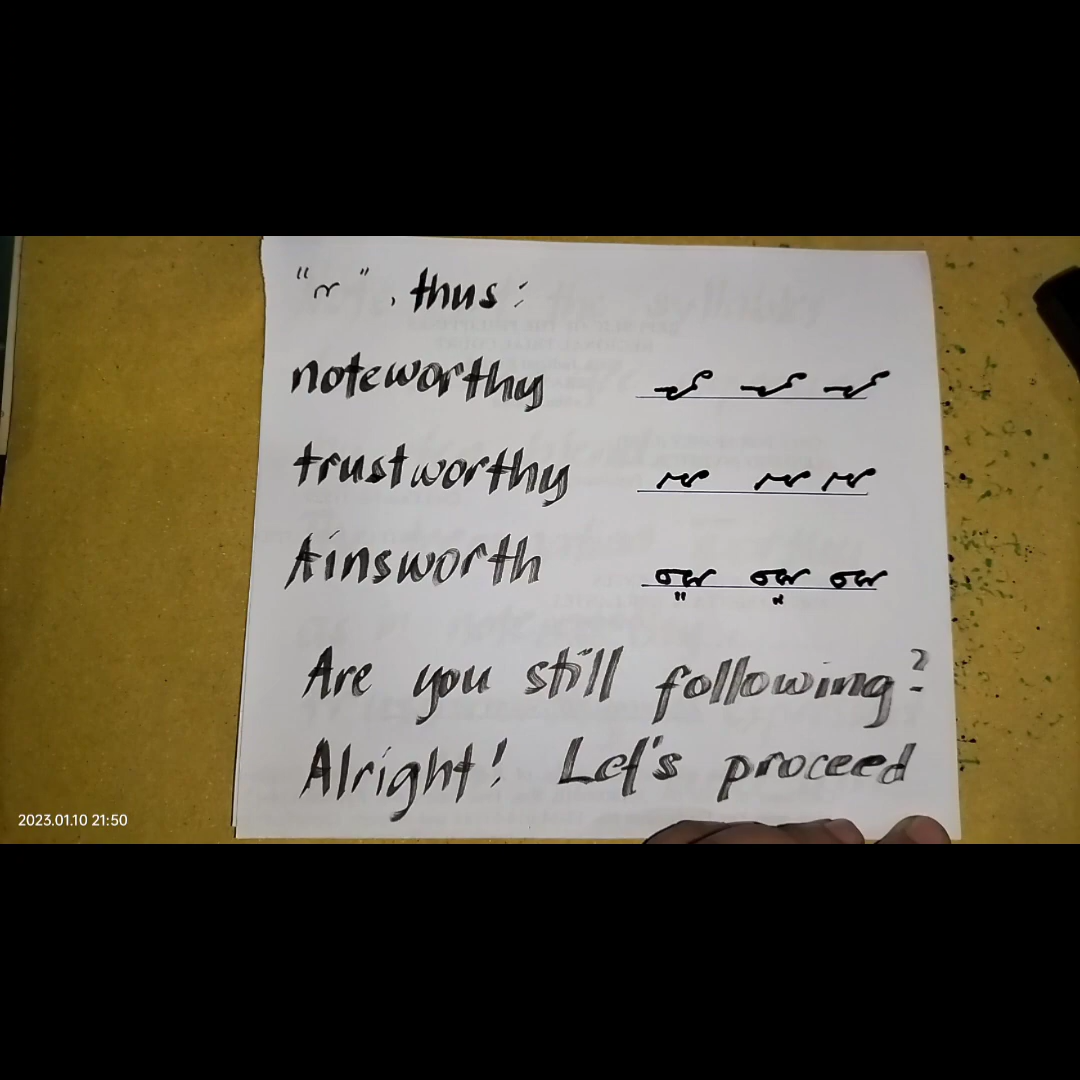 " ", thus:
noteworthy
trustworthy
Ainsworth
Are you still following?
Alright! Let's proceed
2023.01.10 21:50